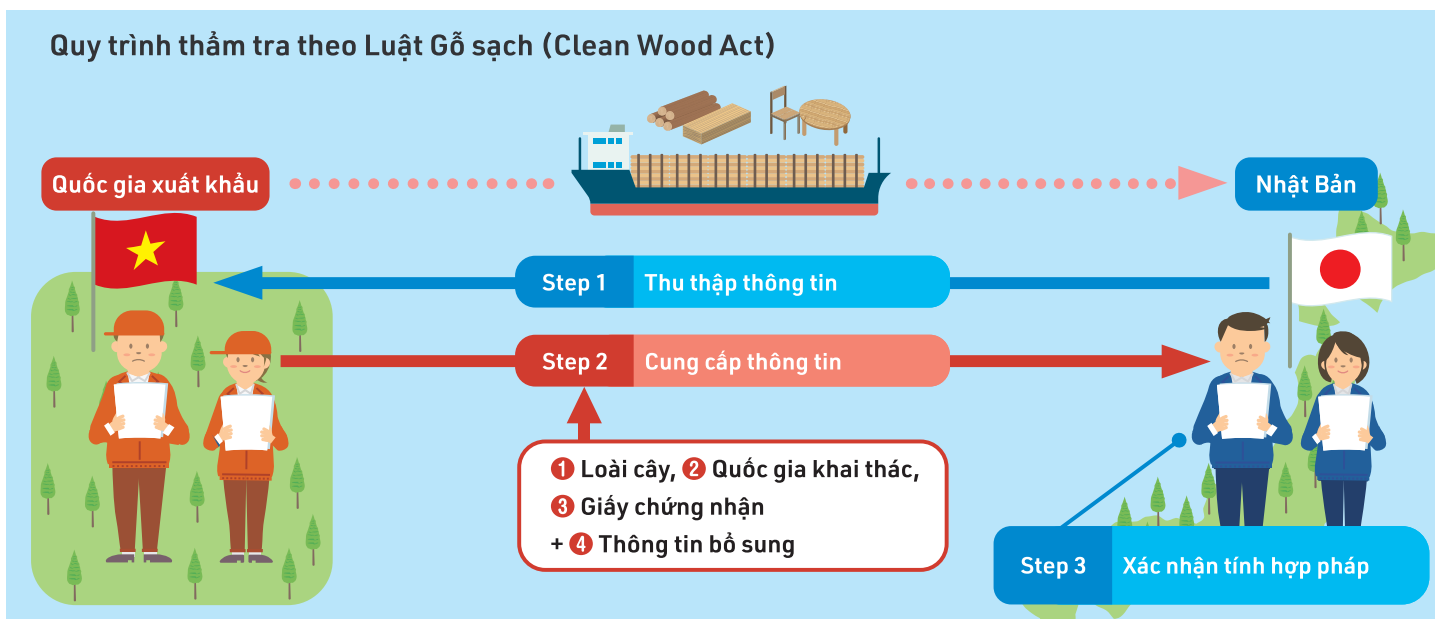 Quy trình thẩm tra theo Luật Gỗ sạch (Clean Wood Act)
Quốc gia xuất khẩu
Nhật Bản
Step 1 Thu thập thông tin
Step 2 Cung cấp thông tin
1 Loài cây, 2 Quốc gia khai thác,
3 Giấy chứng nhận
+ 4 Thông tin bổ sung
Step 3 Xác nhận tính hợp pháp